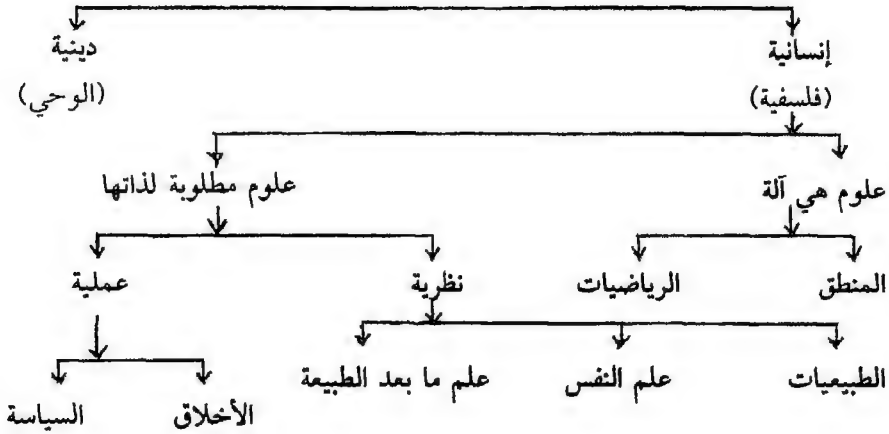 إنسانية دينية
(فلسفية) (الوحي)
علوم هي آلة علوم مطلوبة لذاتها
المنطق الرياضيات نظرية عملية
الطبيعيات علم النفس علم ما بعد الطبيعة
الأخلاق السياسة